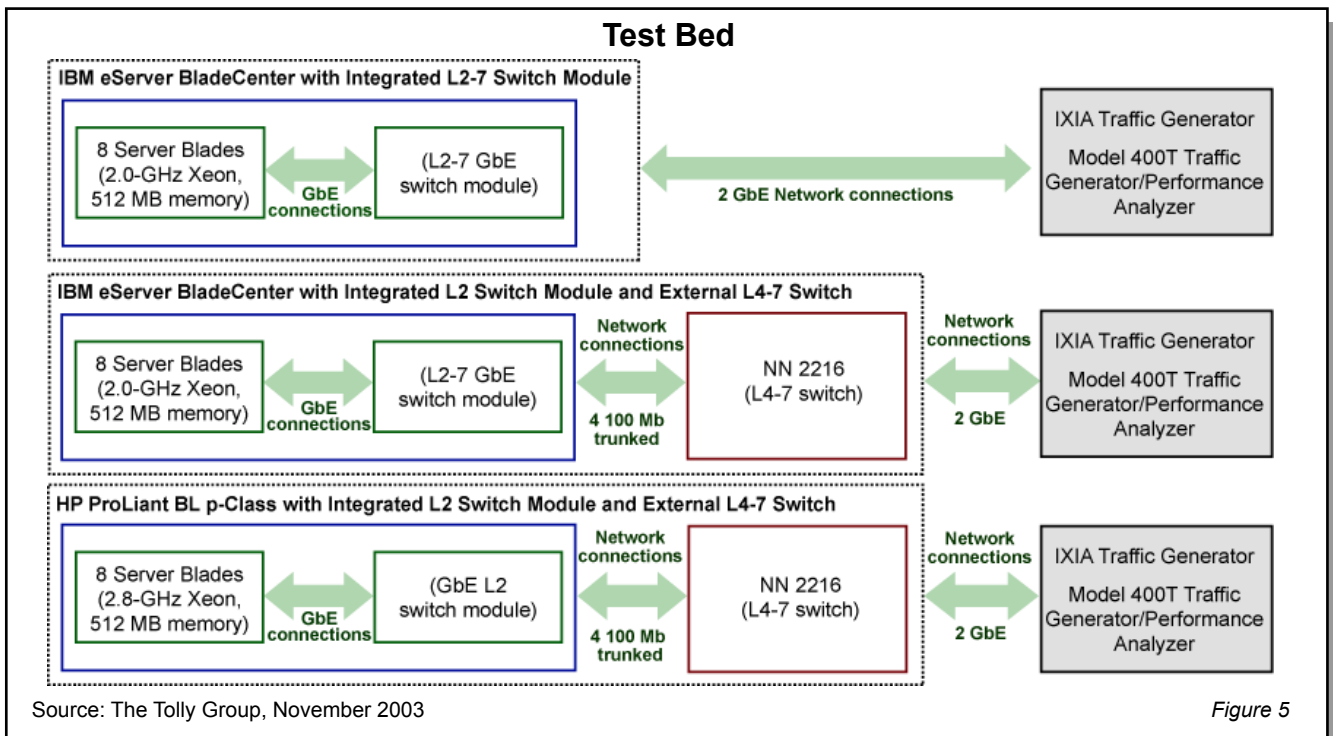 Test Bed
IBM eServer BladeCenter with Integrated L2-7 Switch Module
8 Server Blades
(2.0-GHz Xeon,
512 MB memory)
GbE
connections
(L2-7 GbE
switch module)
2 GbE Network connections
IXIA Traffic Generator
Model 400T Traffic
Generator/Performance
Analyzer
IBM eServer BladeCenter with Integrated L2 Switch Module and External L4-7 Switch
8 Server Blades
(2.0-GHz Xeon,
512 MB memory)
GbE
connections
(L2-7 GbE
switch module)
Network
connections
4 100 Mb
trunked
NN 2216
(L4-7 switch)
Network
connections
2 GbE
IXIA Traffic Generator
Model 400T Traffic
Generator/Performance
Analyzer
HP ProLiant BL p-Class with Integrated L2 Switch Module and External L4-7 Switch
8 Server Blades
(2.8-GHz Xeon,
512 MB memory)
GbE
connections
(GbE L2
switch module)
Network
connections
4 100 Mb
trunked
NN 2216
(L4-7 switch)
Network
connections
2 GbE
IXIA Traffic Generator
Model 400T Traffic
Generator/Performance
Analyzer
Source: The Tolly Group, November 2003
Figure 5